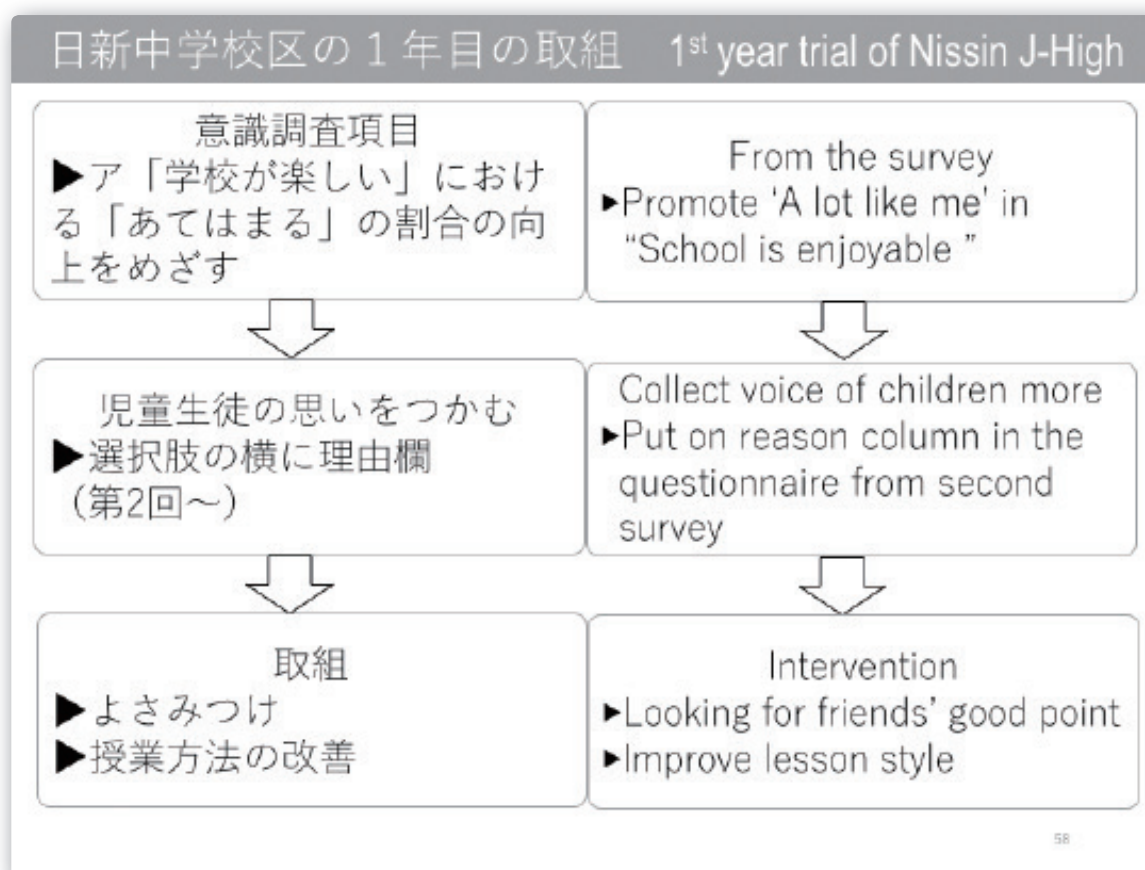 日新中学校区の１年目の取組 1st year trial of Nissin J-High
意識調査項目
▶ア「学校が楽しい」におけ
る「あてはまる」の割合の向
上をめざす
From the survey
▶Promote ‘A lot like me’ in
“School is enjoyable ”
児童生徒の思いをつかむ
▶選択肢の横に理由欄
(第2回～)
Collect voice of children more
▶Put on reason column in the
questionnaire from second
survey
取組
▶よさみつけ
▶授業方法の改善
Intervention
▶Looking for friends’ good point
▶Improve lesson style
58